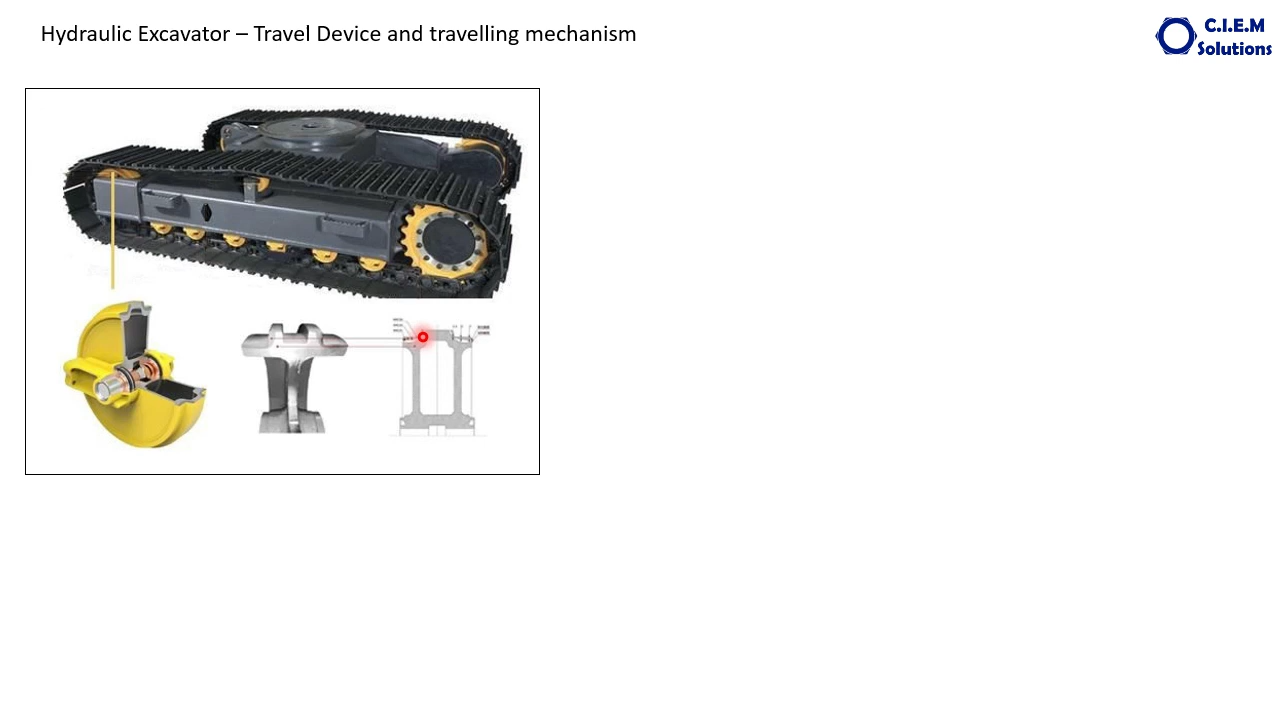 Hydraulic Excavator – Travel Device and travelling mechanism
C.I.E.M
Solutions